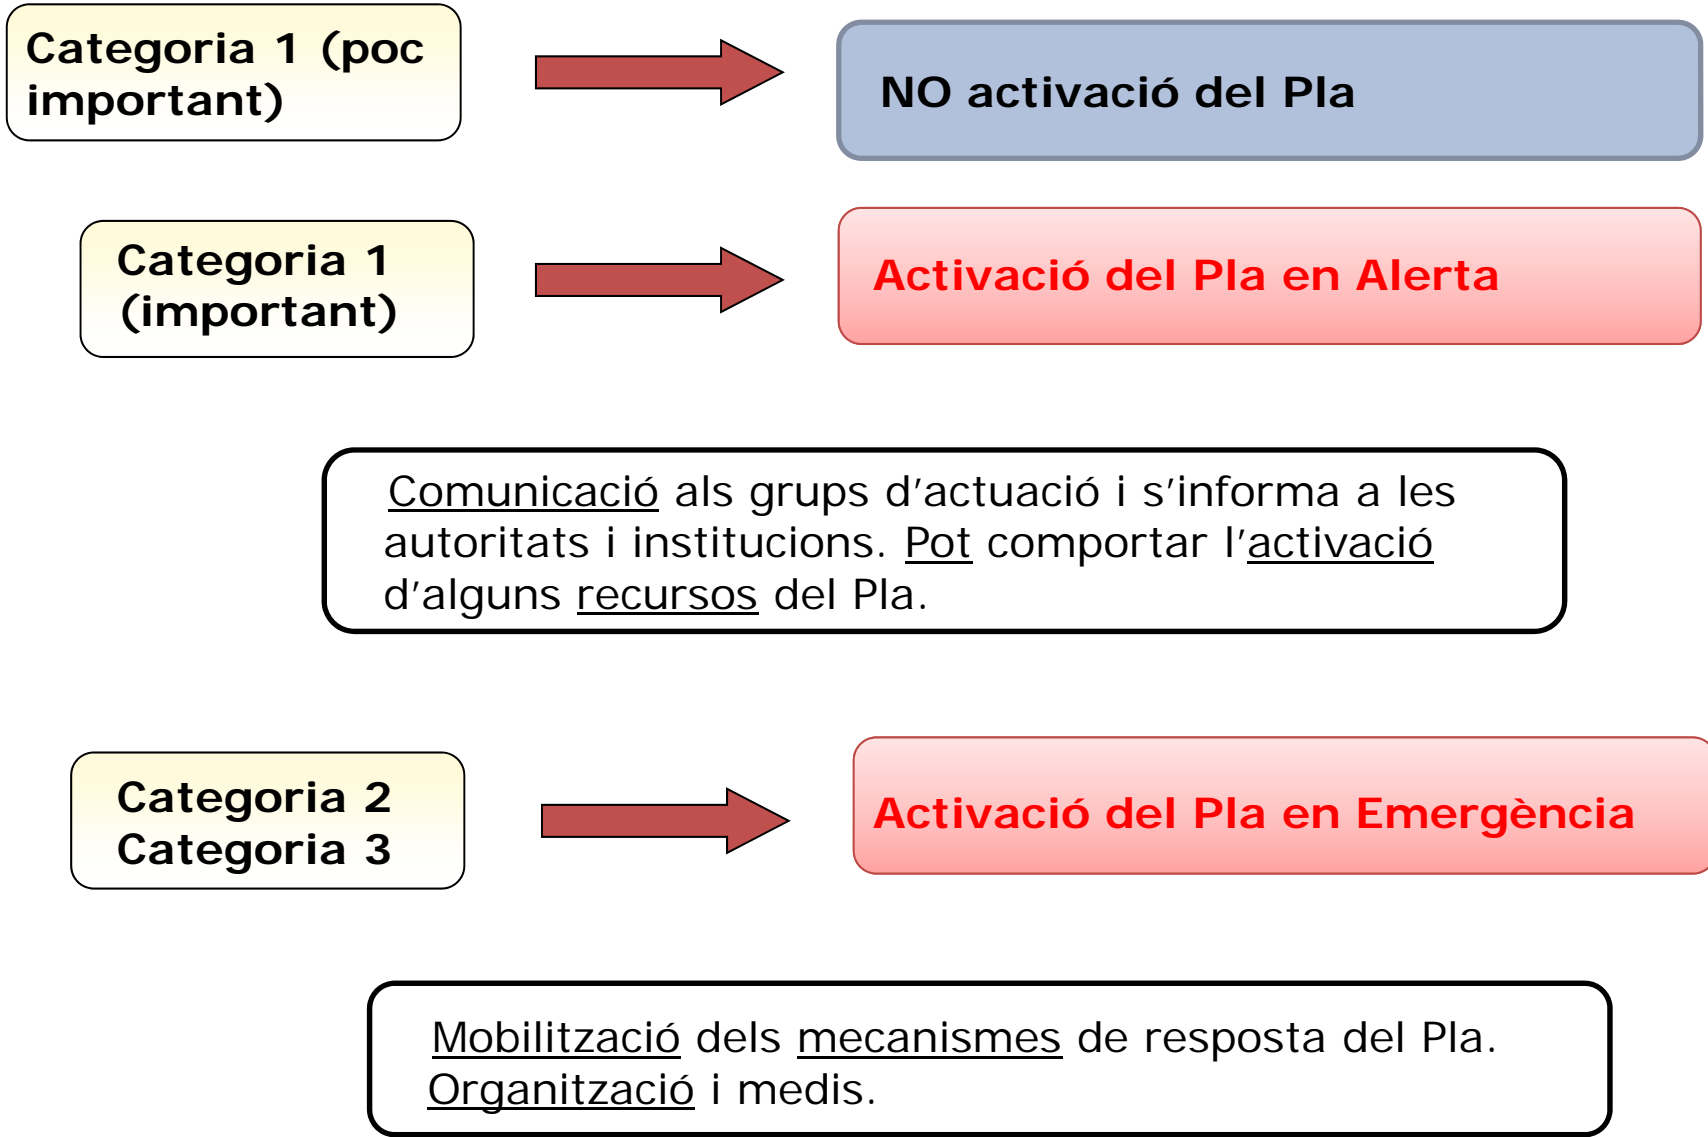 Categoria 1 (poc
important)
NO activació del Pla
Categoria 1
(important)
Activació del Pla en Alerta
Comunicació als grups d’actuació i s’informa a les
autoritats i institucions. Pot comportar l’activació
d’alguns recursos del Pla.
Categoria 2
Categoria 3
Activació del Pla en Emergència
Mobilització dels mecanismes de resposta del Pla.
Organització i medis.